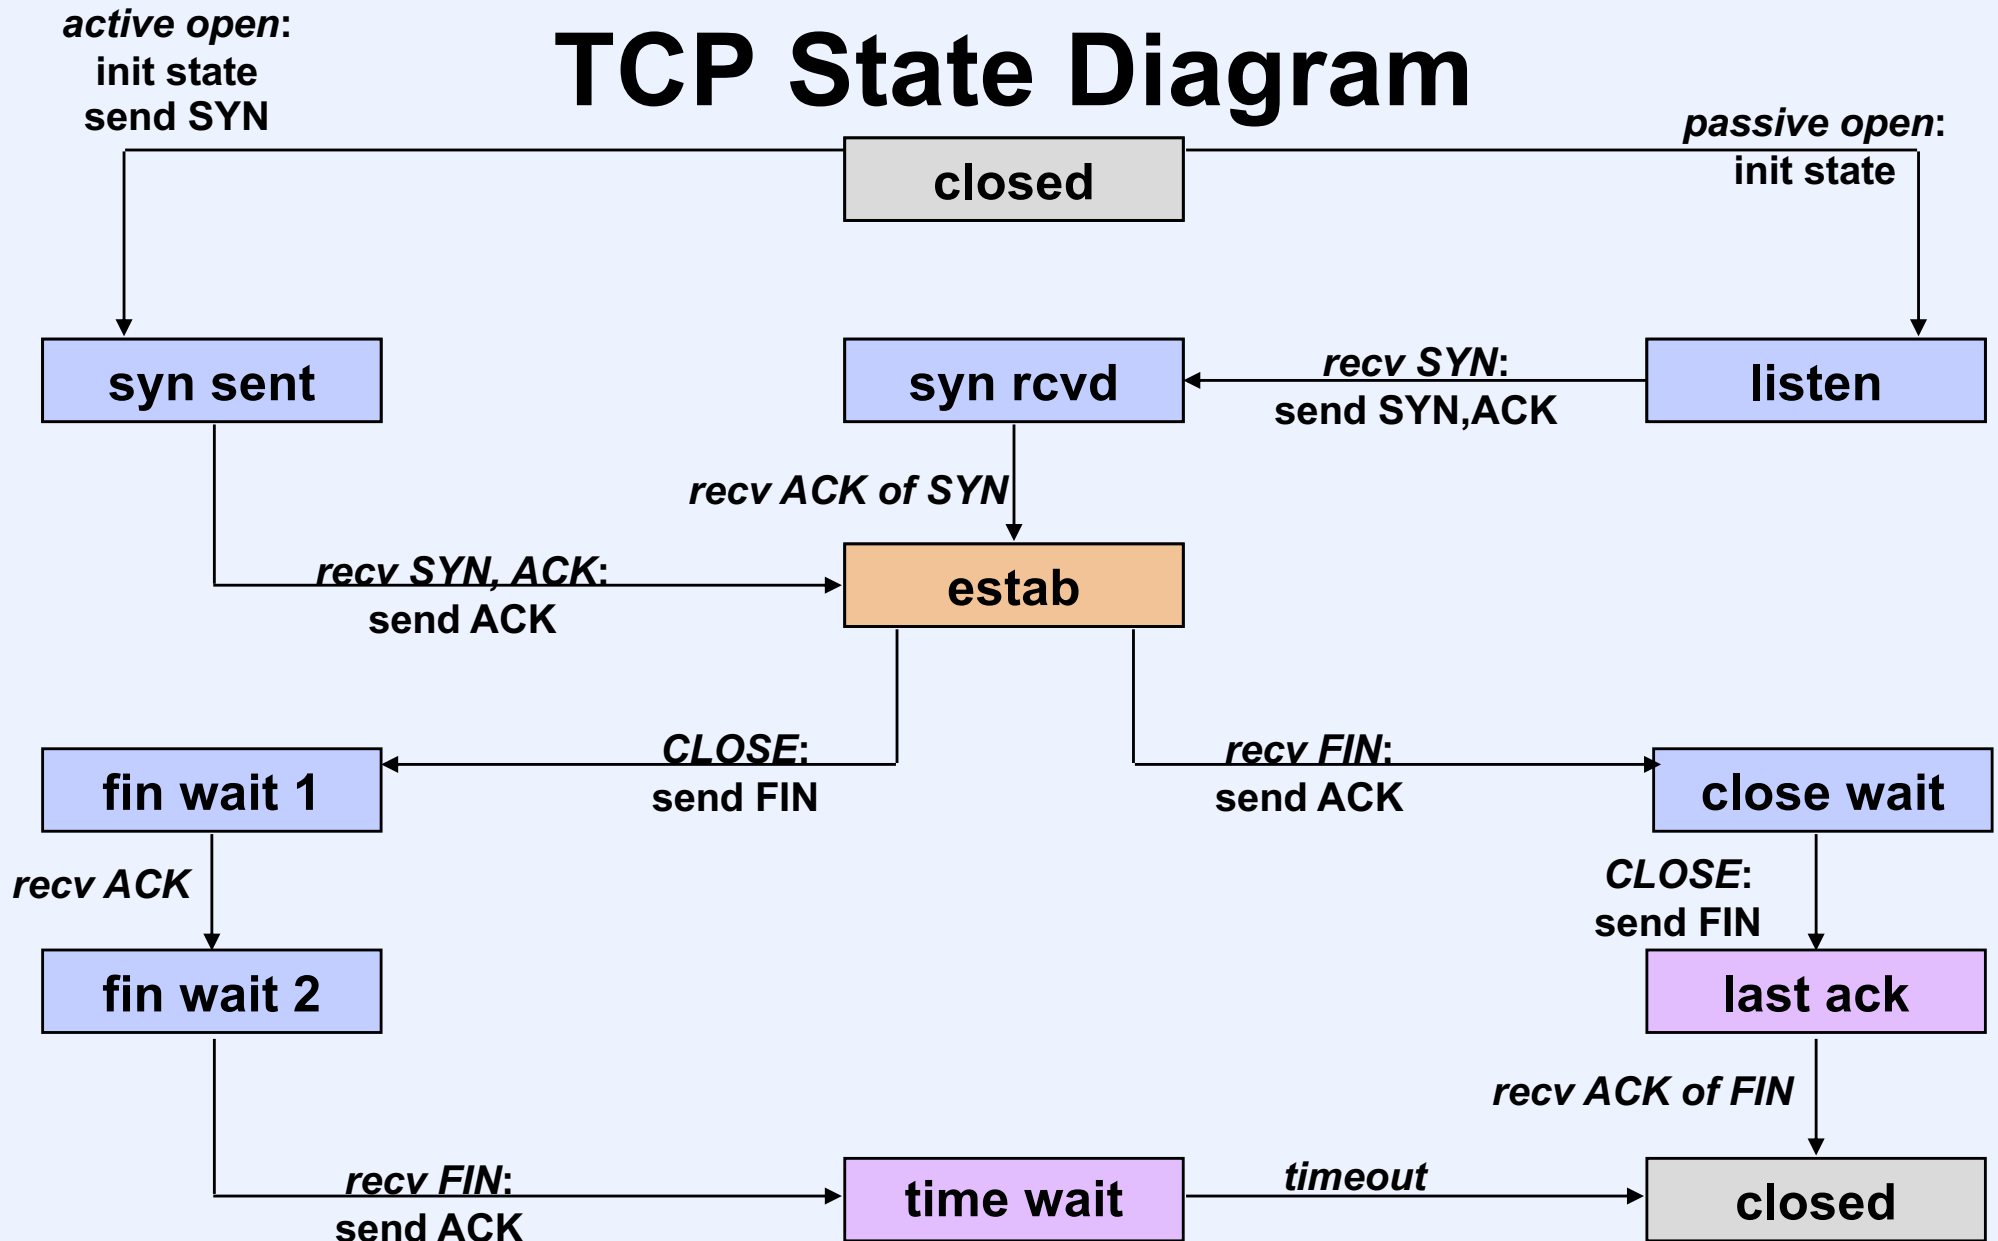 active open:
init state
send SYN
TCP State Diagram
passive open:
init state
closed
syn sent
syn rcvd
recv SYN:
send SYN,ACK
listen
recv ACK of SYN
recv SYN, ACK:
send ACK
estab
CLOSE:
send FIN
recv FIN:
send ACK
fin wait 1
close wait
recv ACK
CLOSE:
send FIN
fin wait 2
last ack
recv ACK of FIN
recv FIN:
send ACK
time wait
timeout
closed